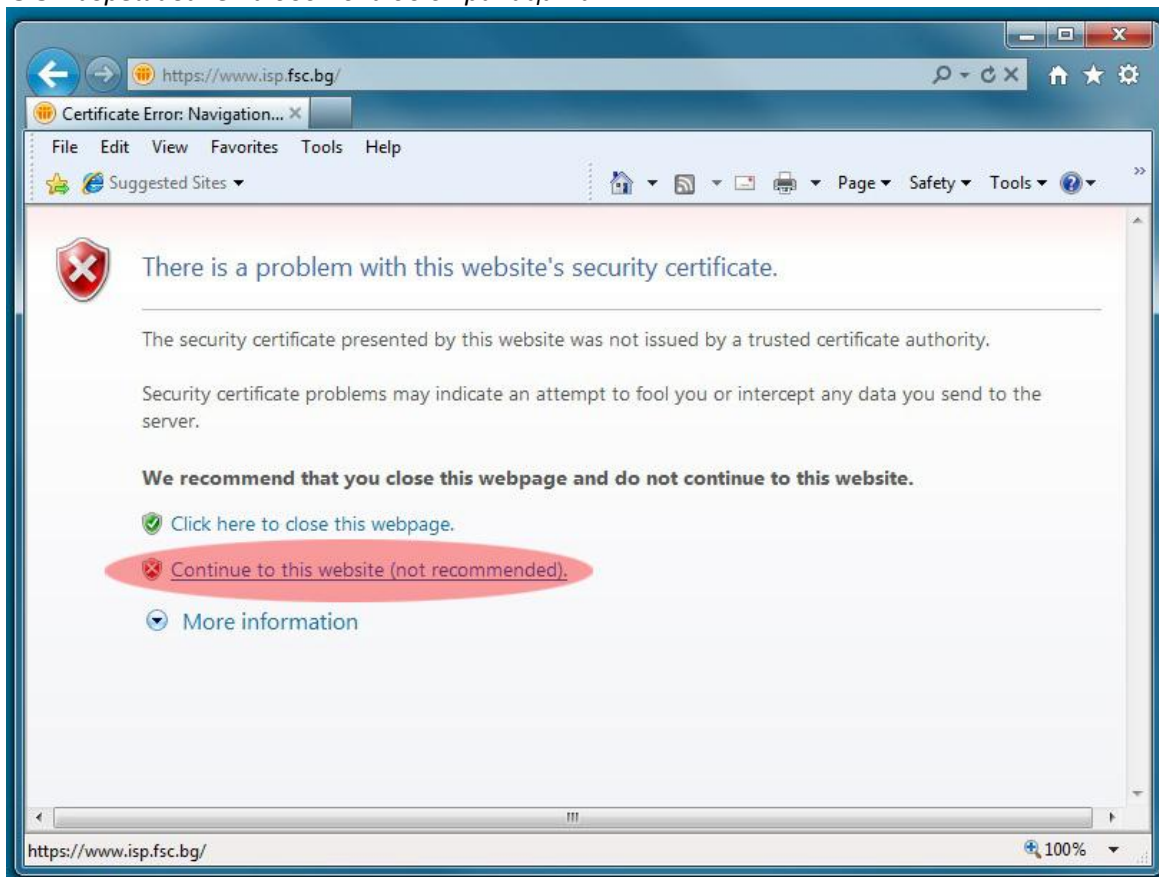 https://www.isp.fsc.bg/
Certificate Error: Navigation...
File Edit View Favorites Tools Help
Suggested Sites
Page Safety Tools
There is a problem with this website's security certificate.
The security certificate presented by this website was not issued by a trusted certificate authority.
Security certificate problems may indicate an attempt to fool you or intercept any data you send to the
server.
We recommend that you close this webpage and do not continue to this website.
Click here to close this webpage.
Continue to this website (not recommended).
More information
https://www.isp.fsc.bg/
100%